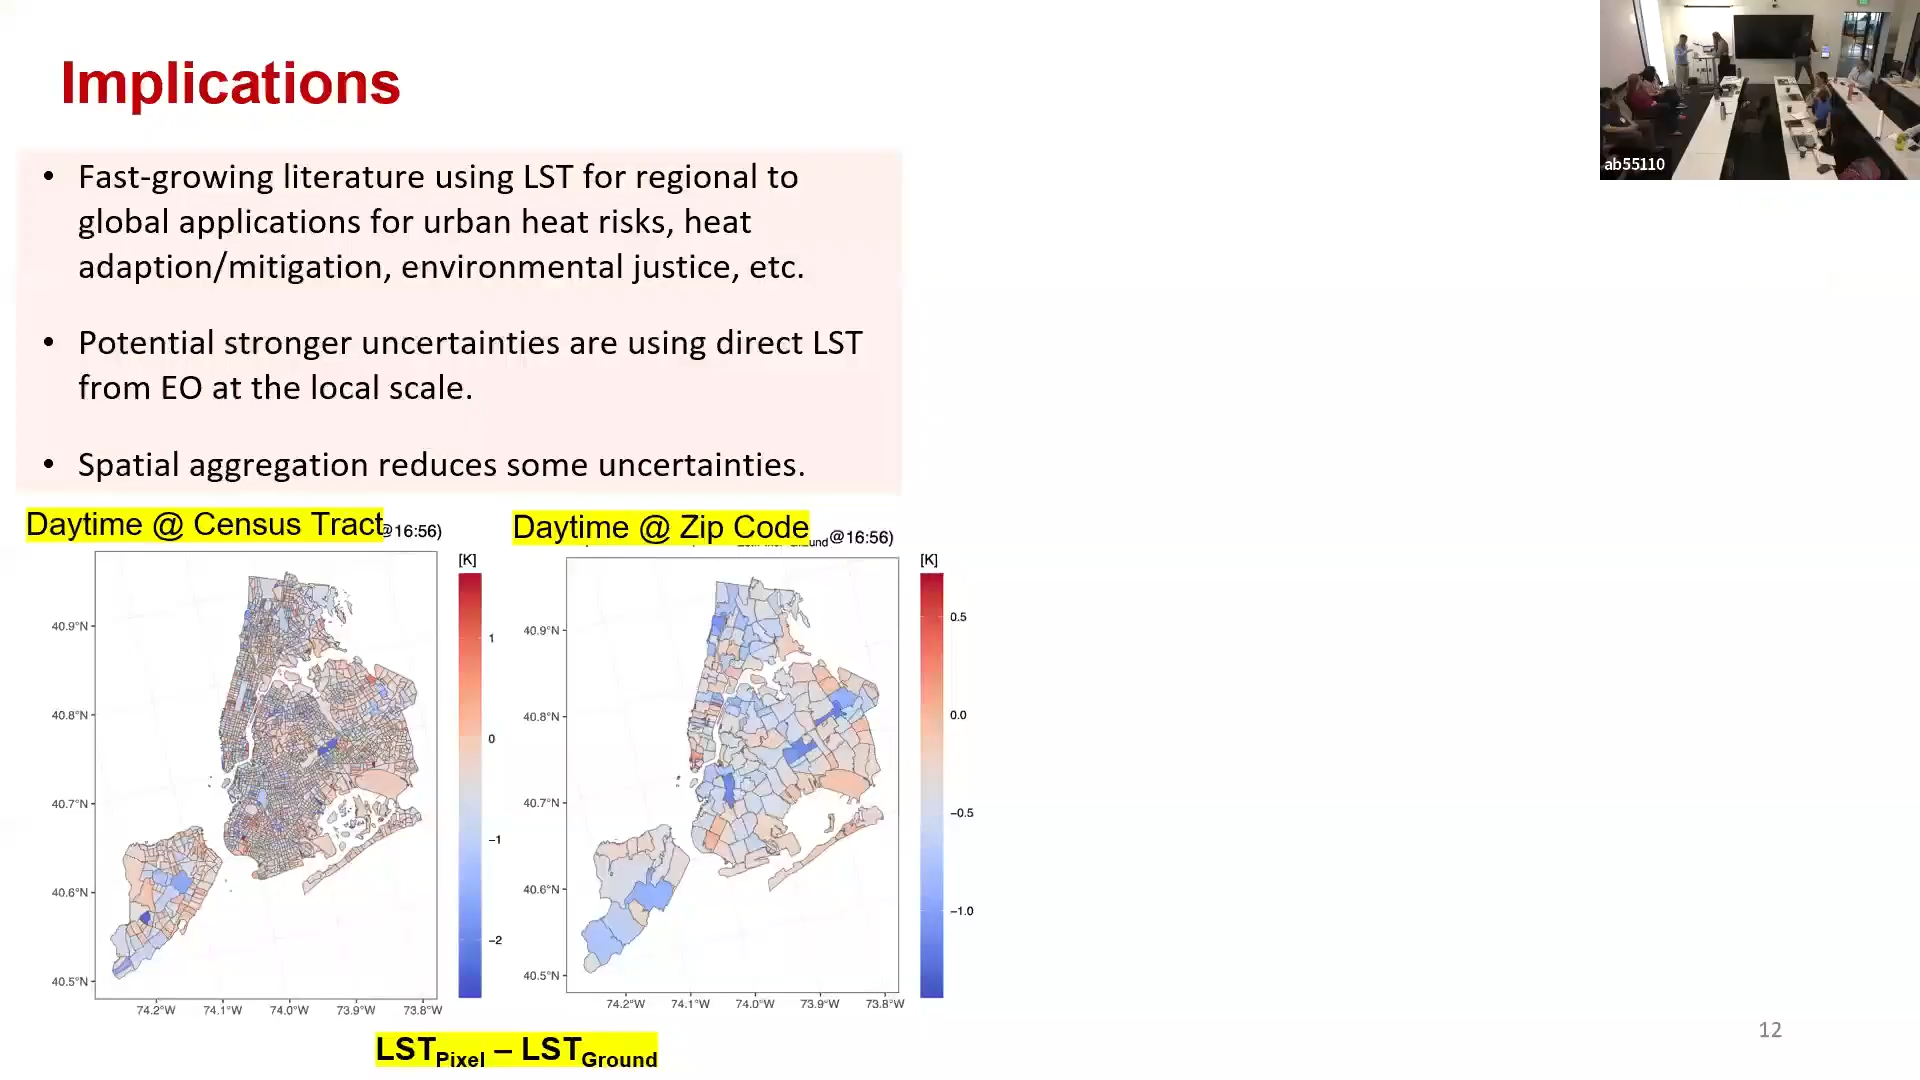 Implications
ab55110
• Fast-growing literature using LST for regional to
global applications for urban heat risks, heat
adaption/mitigation, environmental justice, etc.
• Potential stronger uncertainties are using direct LST
from EO at the local scale.
• Spatial aggregation reduces some uncertainties.
Daytime @ Census Tract @16:56)
[K]
40.9°N
40.8°N
40.7°N
40.6°N
40.5°N
74.2°W 74.1°W 74.0°W 73.9°W 73.8°W
1
0
−1
−2
Daytime @ Zip Code @16:56)
[K]
40.9°N
40.8°N
40.7°N
40.6°N
40.5°N
74.2°W 74.1°W 74.0°W 73.9°W 73.8°W
0.5
0.0
−0.5
−1.0
LSTPixel – LSTGround
12